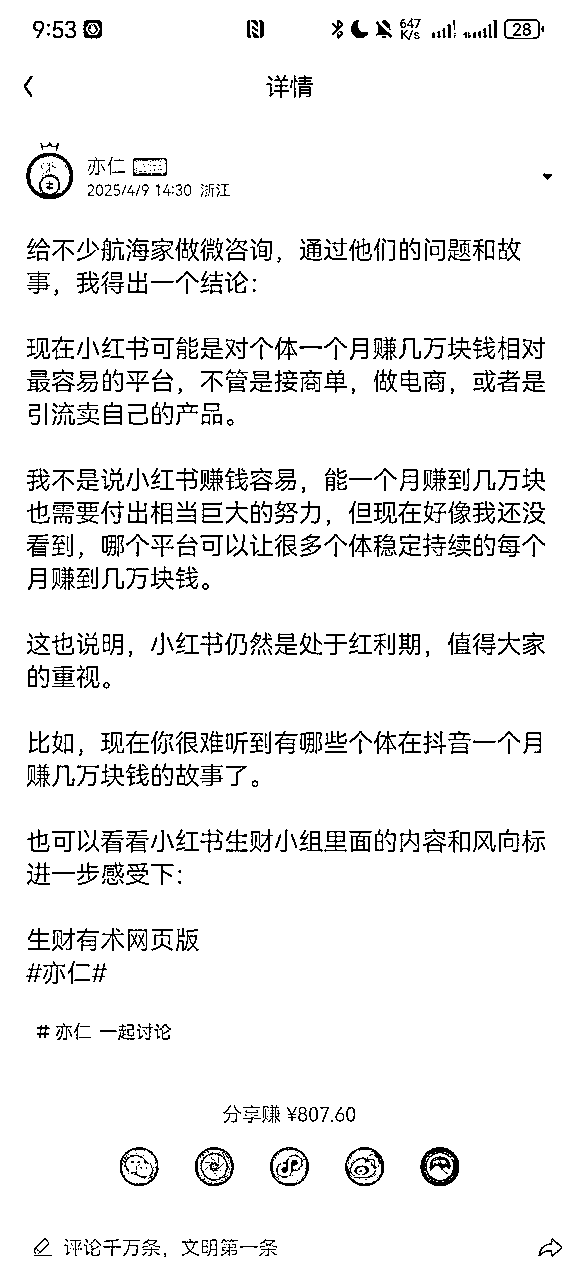 9:53 647 K/s 28
详情
亦仁
2025/4/9 14:30 浙江
给不少航海家做微咨询，通过他们的问题和故
事，我得出一个结论：
现在小红书可能是对个体一个月赚几万块钱相对
最容易的平台，不管是接商单，做电商，或者是
引流卖自己的产品。
我不是说小红书赚钱容易，能一个月赚到几万块
也需要付出相当巨大的努力，但现在好像我还没
看到，哪个平台可以让很多个体稳定持续的每个
月赚到几万块钱。
这也说明，小红书仍然是处于红利期，值得大家
的重视。
比如，现在你很难听到有哪些个体在抖音一个月
赚几万块钱的故事了。
也可以看看小红书生财小组里面的内容和风向标
进一步感受下：
生财有术网页版
#亦仁#
# 亦仁 一起讨论
分享赚 ¥807.60
评论千万条，文明第一条